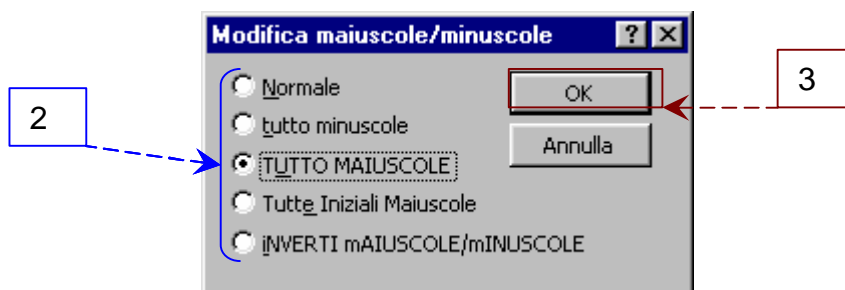 Modifica maiuscole/minuscole
2
3
Normale
OK
tutto minuscole
Annulla
TUTTO MAIUSCOLE
Tutte Iniziali Maiuscole
iNVERTI mAIUSCOLE/mINUSCOLE